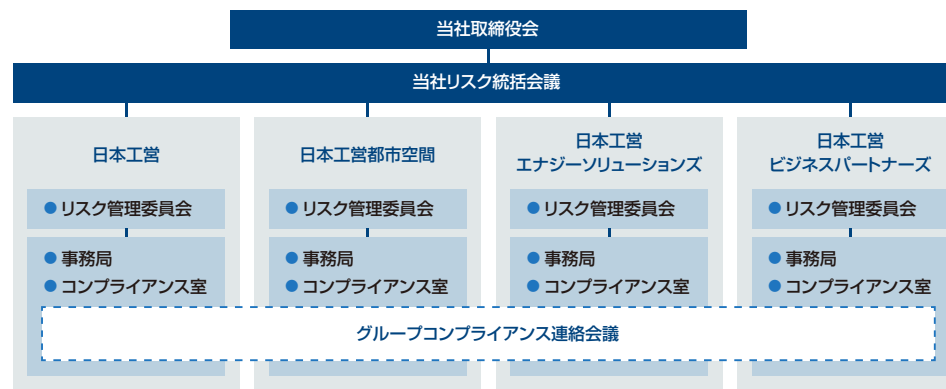 当社取締役会
当社リスク統括会議
日本工営
● リスク管理委員会
● 事務局
● コンプライアンス室
日本工営都市空間
● リスク管理委員会
● 事務局
● コンプライアンス室
日本工営
エナジーソリューションズ
● リスク管理委員会
● 事務局
● コンプライアンス室
日本工営
ビジネスパートナーズ
● リスク管理委員会
● 事務局
● コンプライアンス室
グループコンプライアンス連絡会議